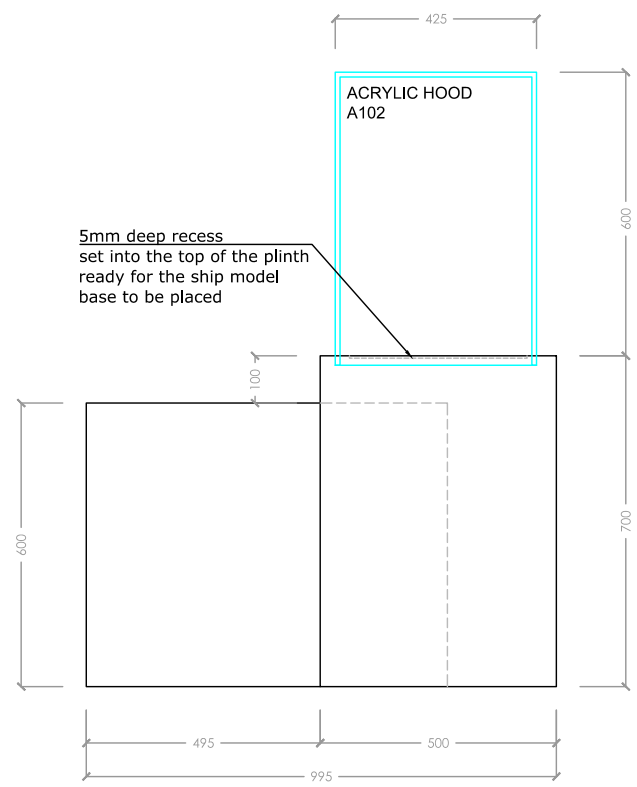 425
ACRYLIC HOOD
A102
600
5mm deep recess
set into the top of the plinth
ready for the ship model
base to be placed
100
600
700
495
500
995